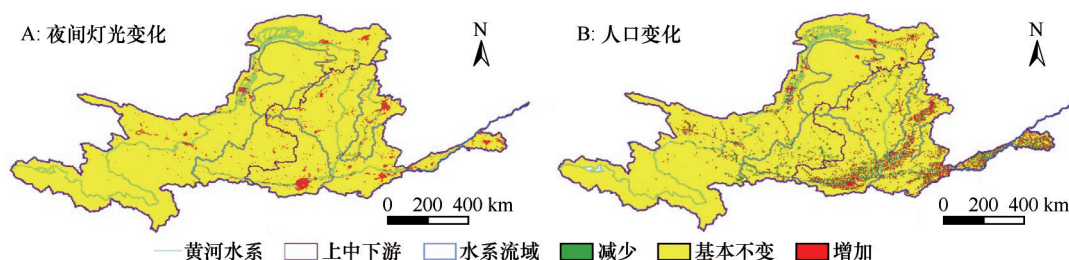 A: 夜间灯光变化
N
0 200 400 km
B: 人口变化
N
0 200 400 km
黄河水系 上中下游 水系流域 减少 基本不变 增加